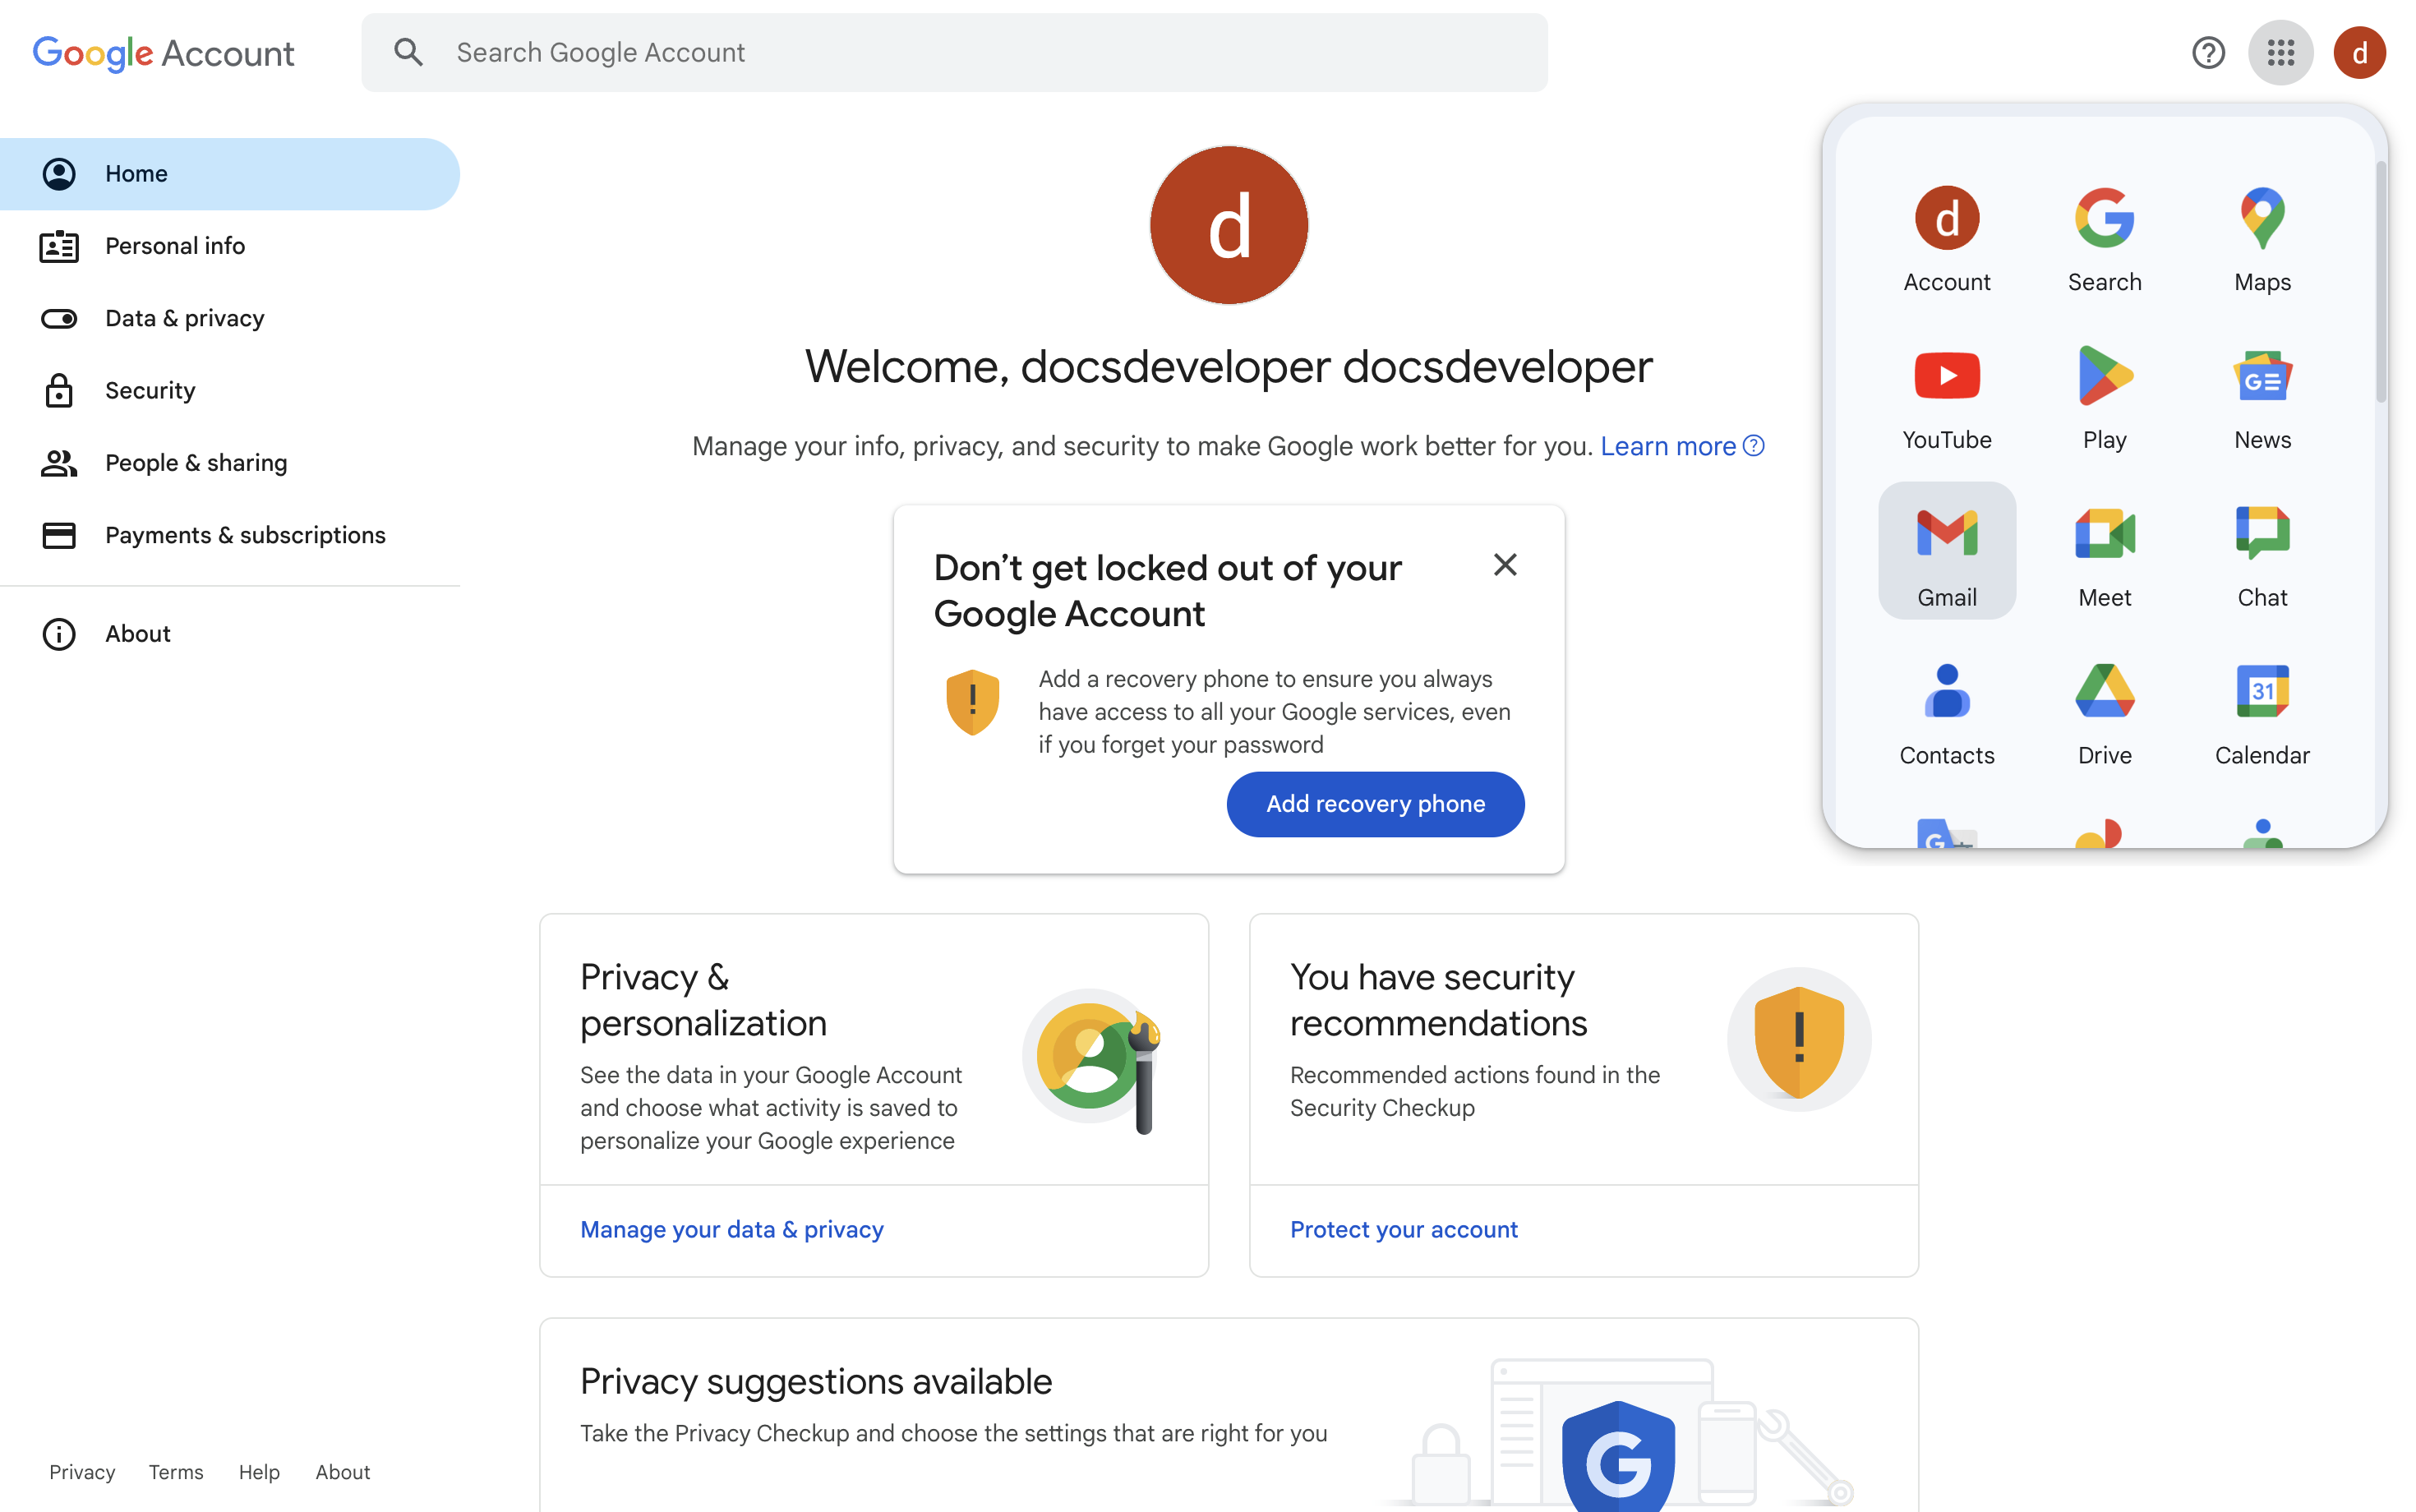 Google Account
Search Google Account
d
Home
Personal info
Data & privacy
Security
People & sharing
Payments & subscriptions
About
d
Welcome, docsdeveloper docsdeveloper
Manage your info, privacy, and security to make Google work better for you. Learn more
Don’t get locked out of your
Google Account
Add a recovery phone to ensure you always
have access to all your Google services, even
if you forget your password
Add recovery phone
d
Account
Search
Maps
YouTube
Play
News
Gmail
Meet
Chat
31
Contacts
Drive
Calendar
G
Privacy &
personalization
See the data in your Google Account
and choose what activity is saved to
personalize your Google experience
Manage your data & privacy
You have security
recommendations
Recommended actions found in the
Security Checkup
Protect your account
Privacy suggestions available
Take the Privacy Checkup and choose the settings that are right for you
G
Privacy
Terms
Help
About